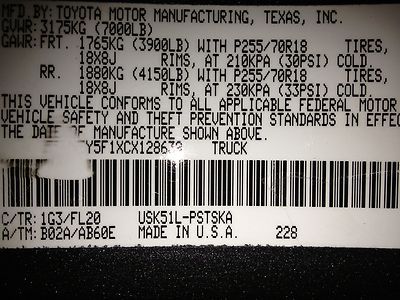 MFD.BY: TOYOTA MOTOR MANUFACTURING, TEXAS, INC.
GVWR: 3175KG (7000LB)
GAWR: FRT. 1765KG (3900LB) WITH P255/70R18 TIRES,
18X8J RIMS, AT 210KPA (30PSI) COLD.
RR. 1880KG (4150LB) WITH P255/70R18 TIRES,
18X8J RIMS, AT 230KPA (33PSI) COLD.
THIS VEHICLE CONFORMS TO ALL APPLICABLE FEDERAL MOTOR
VEHICLE SAFETY AND THEFT PREVENTION STANDARDS IN EFFEC
THE DATE OF MANUFACTURE SHOWN ABOVE.
TRUCK
C/TR: 1G3/FL20 USK51L-PSTSKA
A/TM: B02A/AB60E MADE IN U.S.A. 228